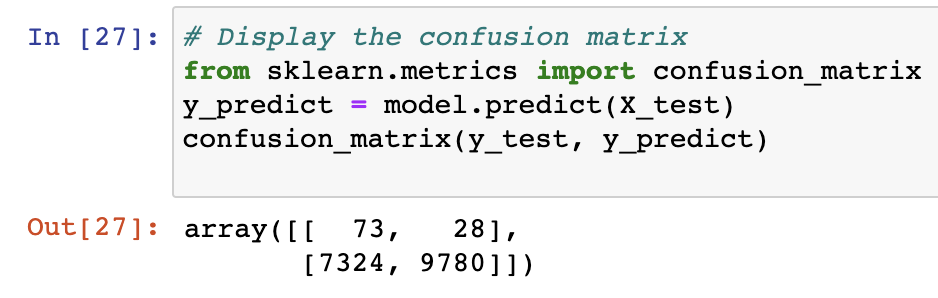 In [27]: # Display the confusion matrix
from sklearn.metrics import confusion_matrix
y_predict = model.predict(X_test)
confusion_matrix(y_test, y_predict)
Out[27]: array([[  73,   28],
       [7324, 9780]])